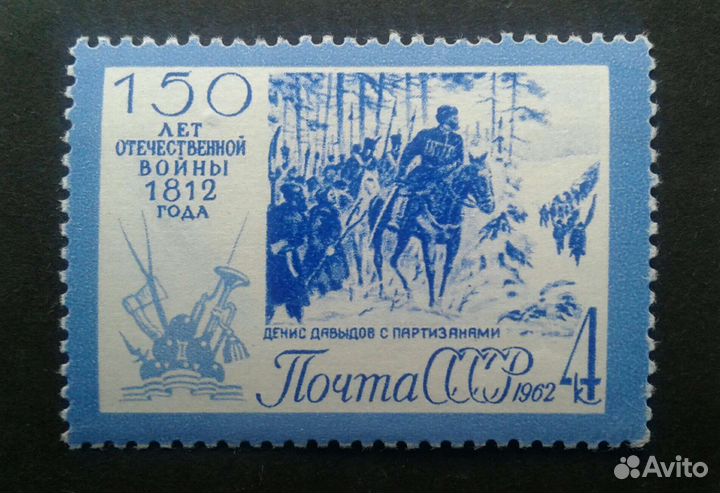 150
ЛЕТ
ОТЕЧЕСТВЕННОЙ
ВОЙНЫ
1812
ГОДА
ДЕНИС ДАВЫДОВ С ПАРТИЗАНАМИ
Почта СССР 1962 4 к
Avito